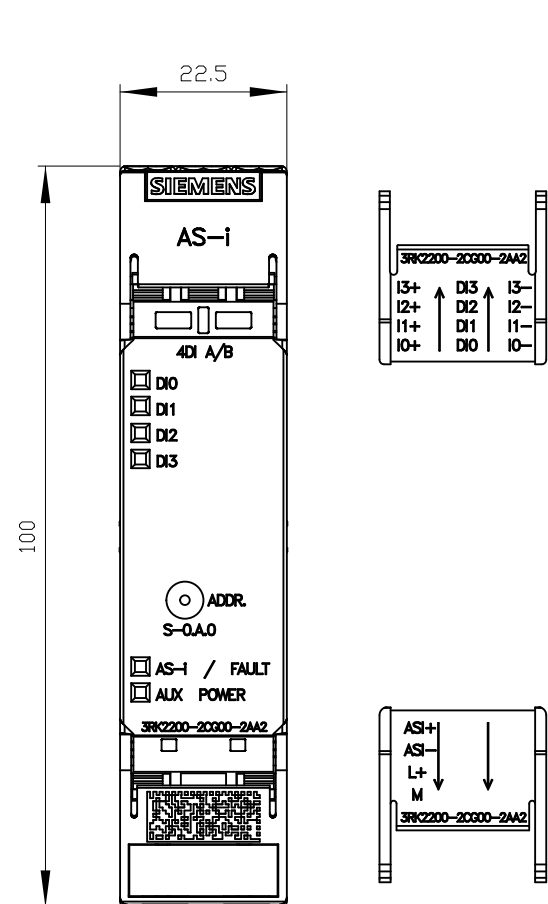 22.5
SIEMENS
AS-i
100
4DI A/B
DI0
DI1
DI2
DI3
ADDR.
S-0.A.0
AS-i / FAULT
AUX POWER
3RK2200-2CG00-2AA2
3RK2200-2CG00-2AA2
I3+ DI3 I3-
I2+ DI2 I2-
I1+ DI1 I1-
I0+ DI0 I0-
ASI+
ASI-
L+
M
3RK2200-2CG00-2AA2